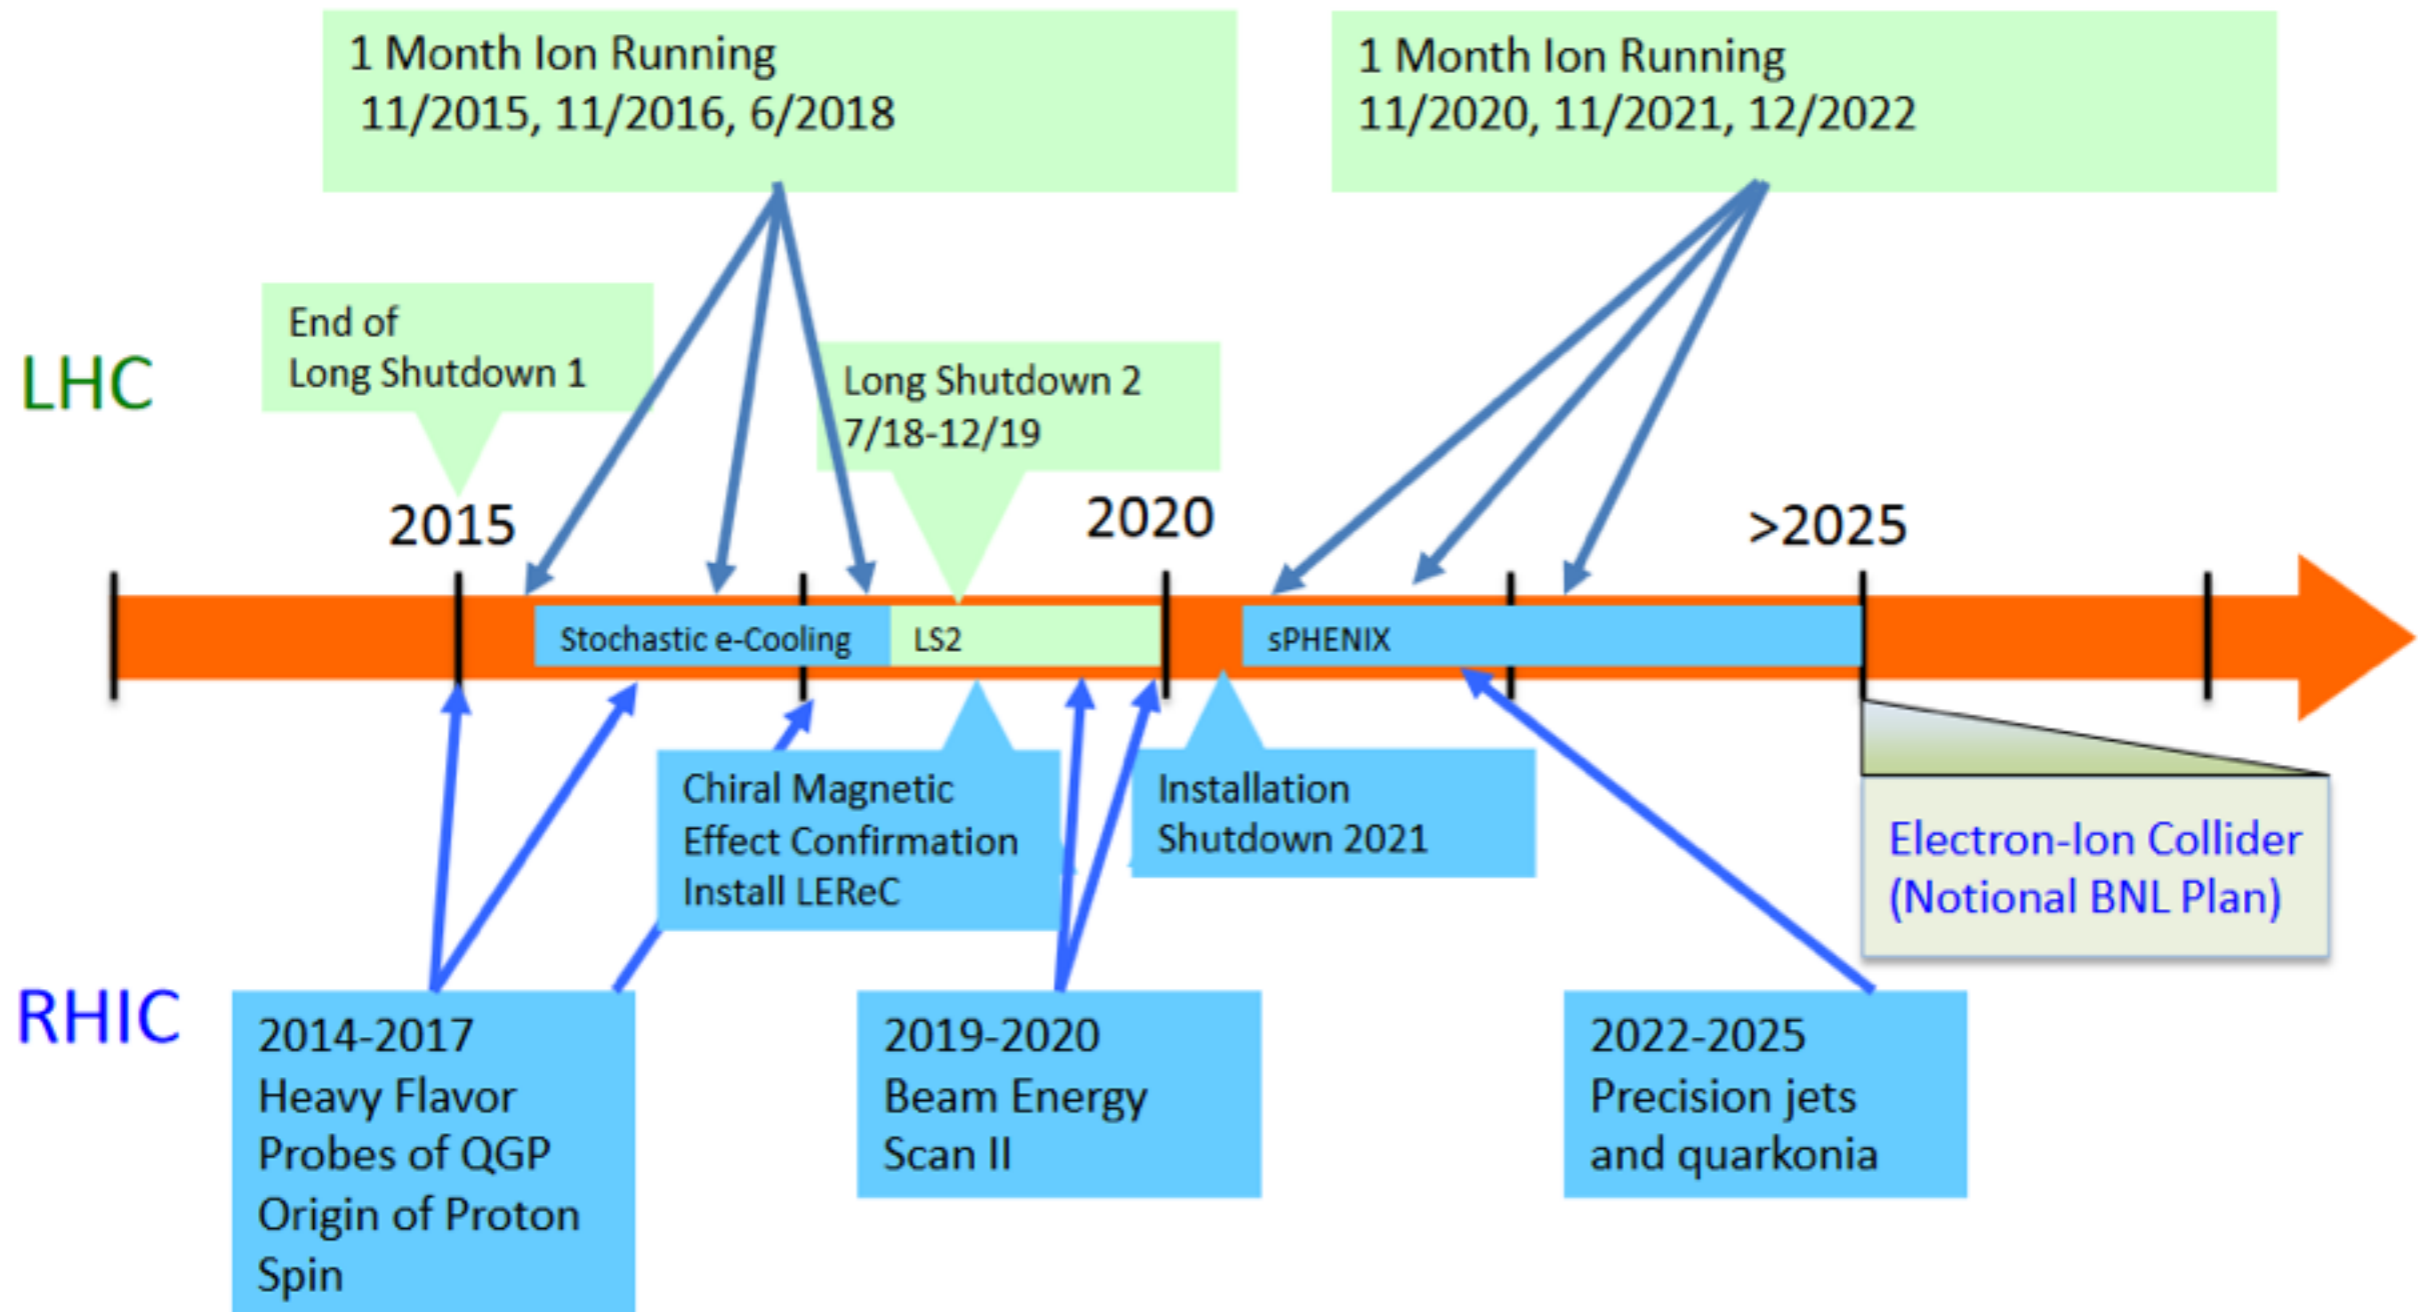 1 Month Ion Running
11/2015, 11/2016, 6/2018
1 Month Ion Running
11/2020, 11/2021, 12/2022
End of
Long Shutdown 1
LHC
Long Shutdown 2
7/18-12/19
2015
2020
>2025
Stochastic e-Cooling
LS2
sPHENIX
Chiral Magnetic
Effect Confirmation
Install LEReC
Installation
Shutdown 2021
Electron-Ion Collider
(Notional BNL Plan)
RHIC
2014-2017
Heavy Flavor
Probes of QGP
Origin of Proton
Spin
2019-2020
Beam Energy
Scan II
2022-2025
Precision jets
and quarkonia